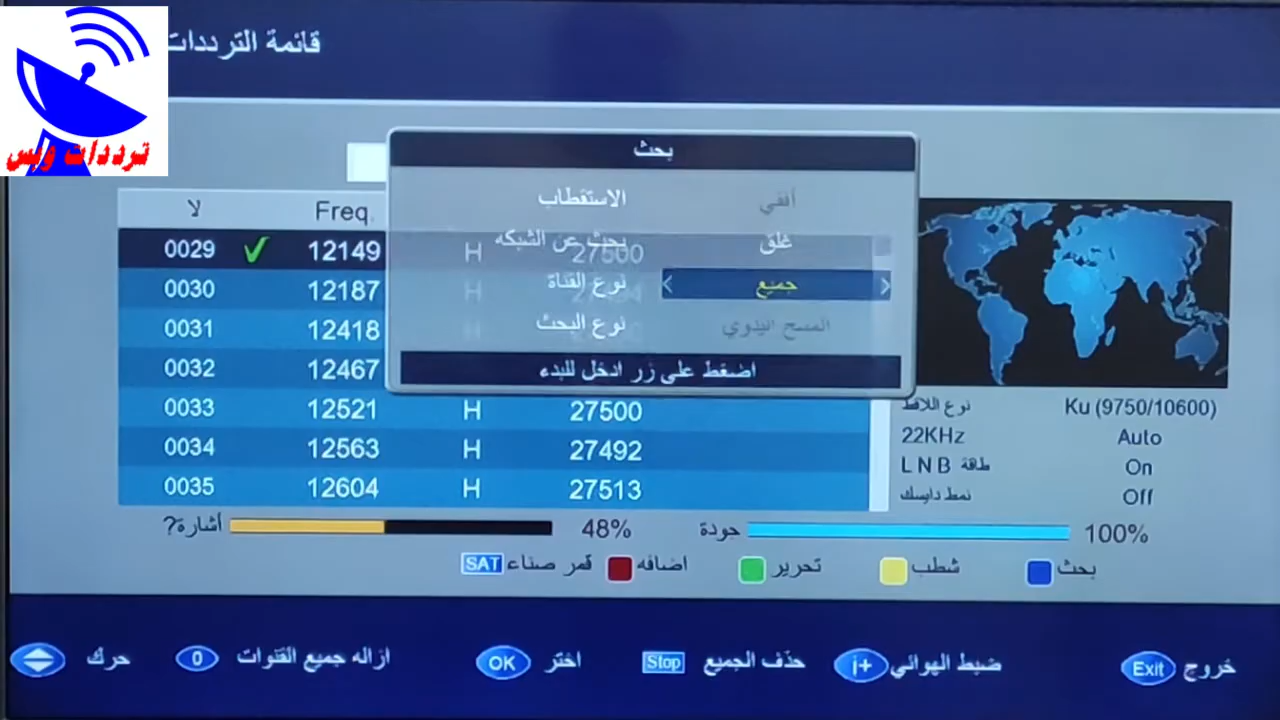 قائمة الترددات
ترددات ويس
بحث
الاستقطاب أفقي
بحث عن الشبكه غلق
نوع القناة جميع
نوع البحث المسح اليدوي
اضغط على زر ادخل للبدء
لا Freq.
0029 12149 H 27500
0030 12187 H
0031 12418 H
0032 12467
0033 12521 H 27500
0034 12563 H 27492
0035 12604 H 27513
نوع اللاقط Ku (9750/10600)
22KHz Auto
طاقة LNB On
نمط دايسك Off
أشارة? 48% جودة 100%
SAT قمر صناء اضافه تحرير شطب بحث
حرك 0 ازاله جميع القنوات OK اختر Stop حذف الجميع i+ ضبط الهوائي Exit خروج